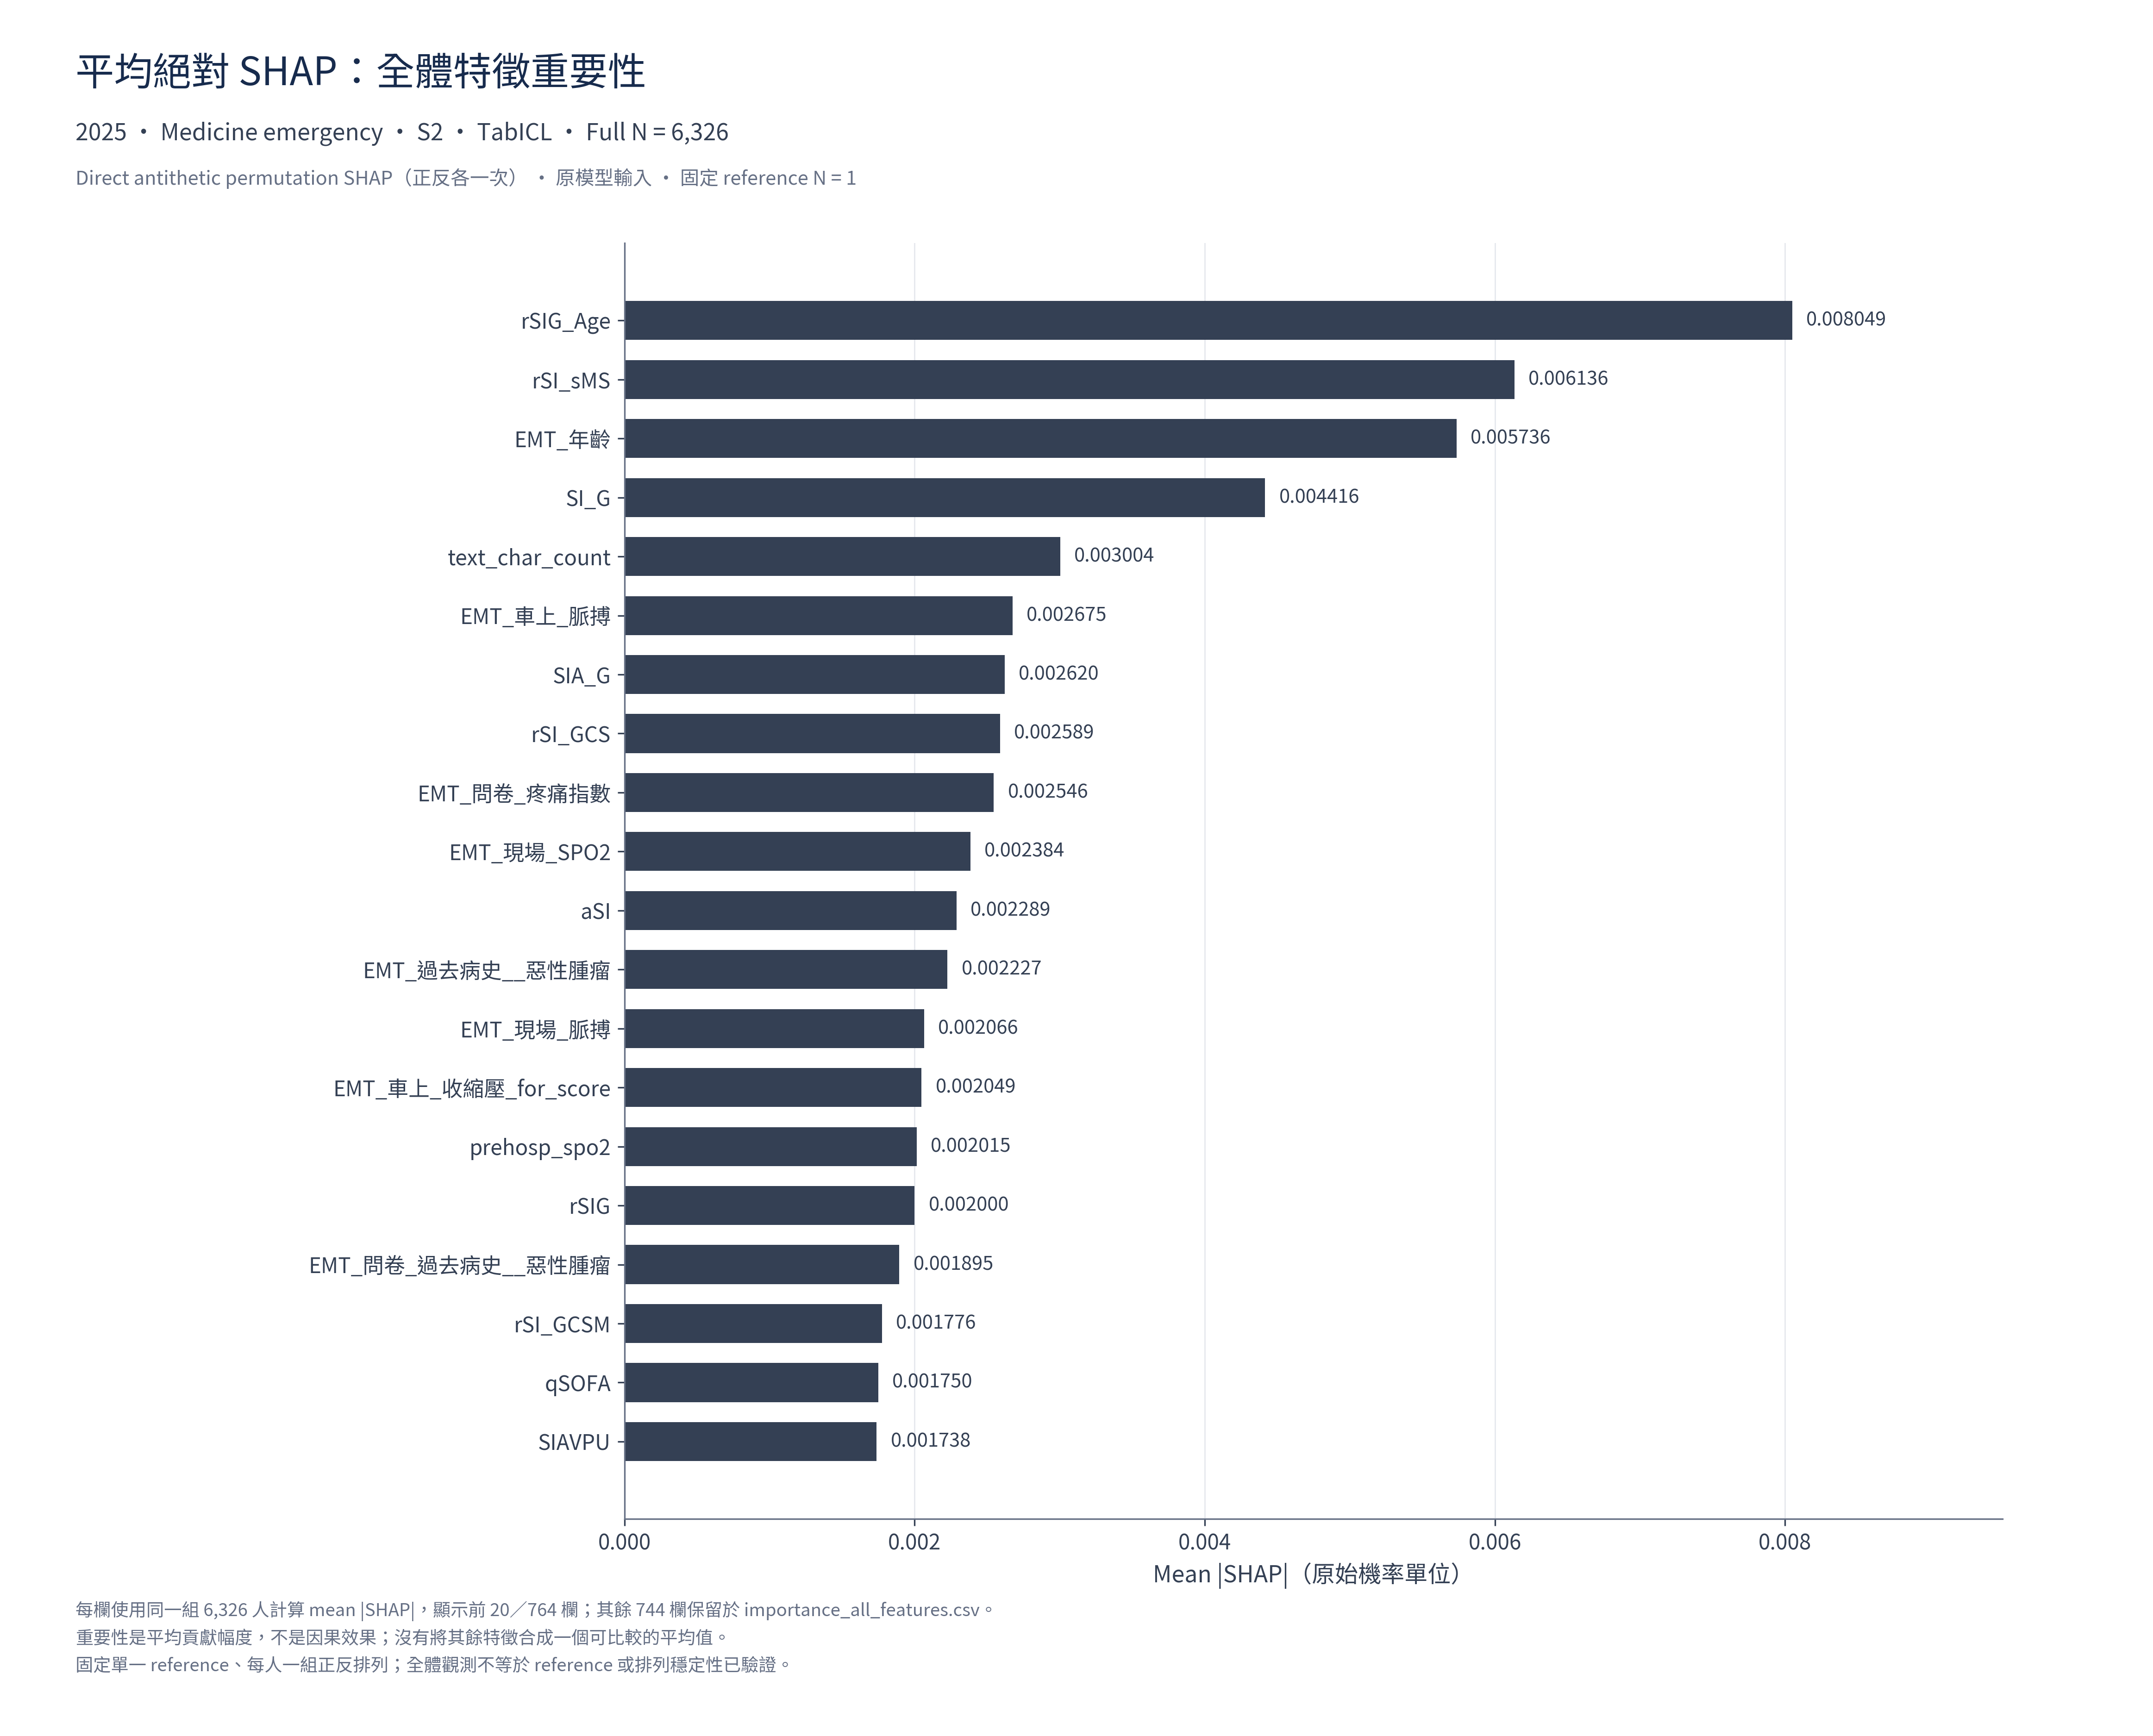 平均絕對 SHAP：全體特徵重要性
2025 • Medicine emergency • S2 • TabICL • Full N = 6,326
Direct antithetic permutation SHAP（正反各一次） • 原模型輸入 • 固定 reference N = 1
rSIG_Age 0.008049
rSI_sMS 0.006136
EMT_年齡 0.005736
SI_G 0.004416
text_char_count 0.003004
EMT_車上_脈搏 0.002675
SIA_G 0.002620
rSI_GCS 0.002589
EMT_問卷_疼痛指數 0.002546
EMT_現場_SPO2 0.002384
aSI 0.002289
EMT_過去病史__惡性腫瘤 0.002227
EMT_現場_脈搏 0.002066
EMT_車上_收縮壓_for_score 0.002049
prehosp_spo2 0.002015
rSIG 0.002000
EMT_問卷_過去病史__惡性腫瘤 0.001895
rSI_GCSM 0.001776
qSOFA 0.001750
SIAVPU 0.001738
0.000 0.002 0.004 0.006 0.008
Mean |SHAP|（原始機率單位）
每欄使用同一組 6,326 人計算 mean |SHAP|，顯示前 20／764 欄；其餘 744 欄保留於 importance_all_features.csv。
重要性是平均貢獻幅度，不是因果效果；沒有將其餘特徵合成一個可比較的平均值。
固定單一 reference、每人一組正反排列；全體觀測不等於 reference 或排列穩定性已驗證。